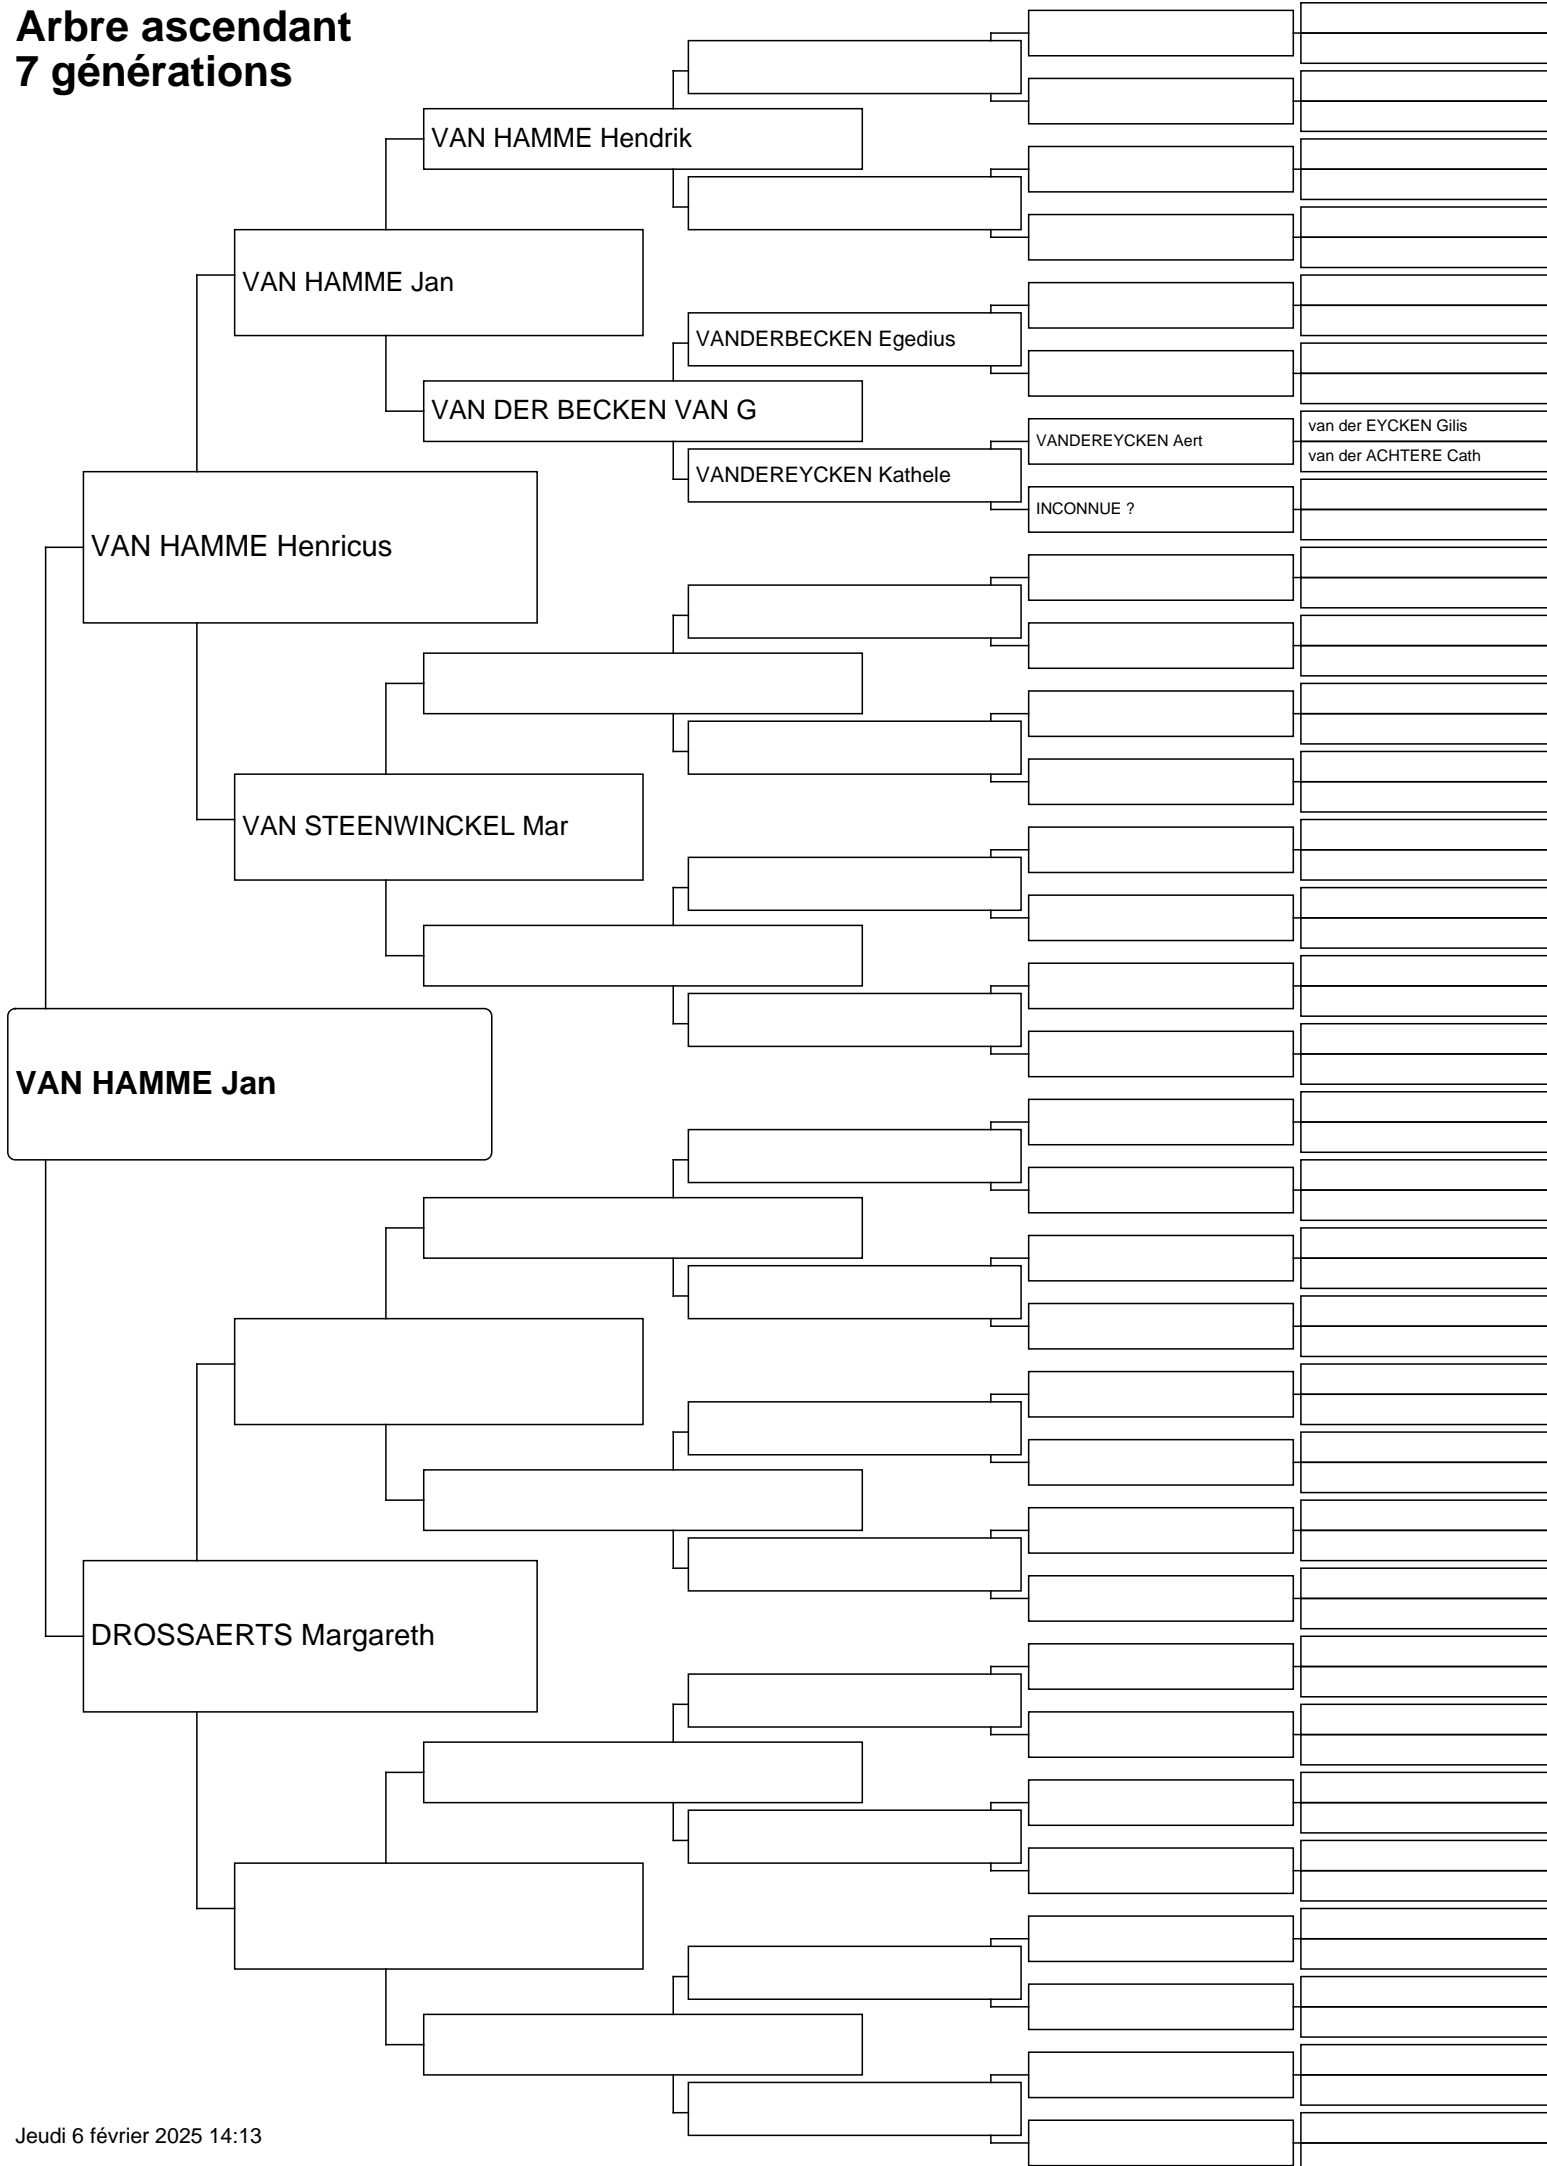 Arbre ascendant
7 générations
VAN HAMME Hendrik
VAN HAMME Jan
VANDERBECKEN Egedius
VAN DER BECKEN VAN G
van der EYCKEN Gilis
VANDEREYCKEN Aert
van der ACHTERE Cath
VANDEREYCKEN Kathele
INCONNUE ?
VAN HAMME Henricus
VAN STEENWINCKEL Mar
VAN HAMME Jan
DROSSAERTS Margareth
Jeudi 6 février 2025 14:13